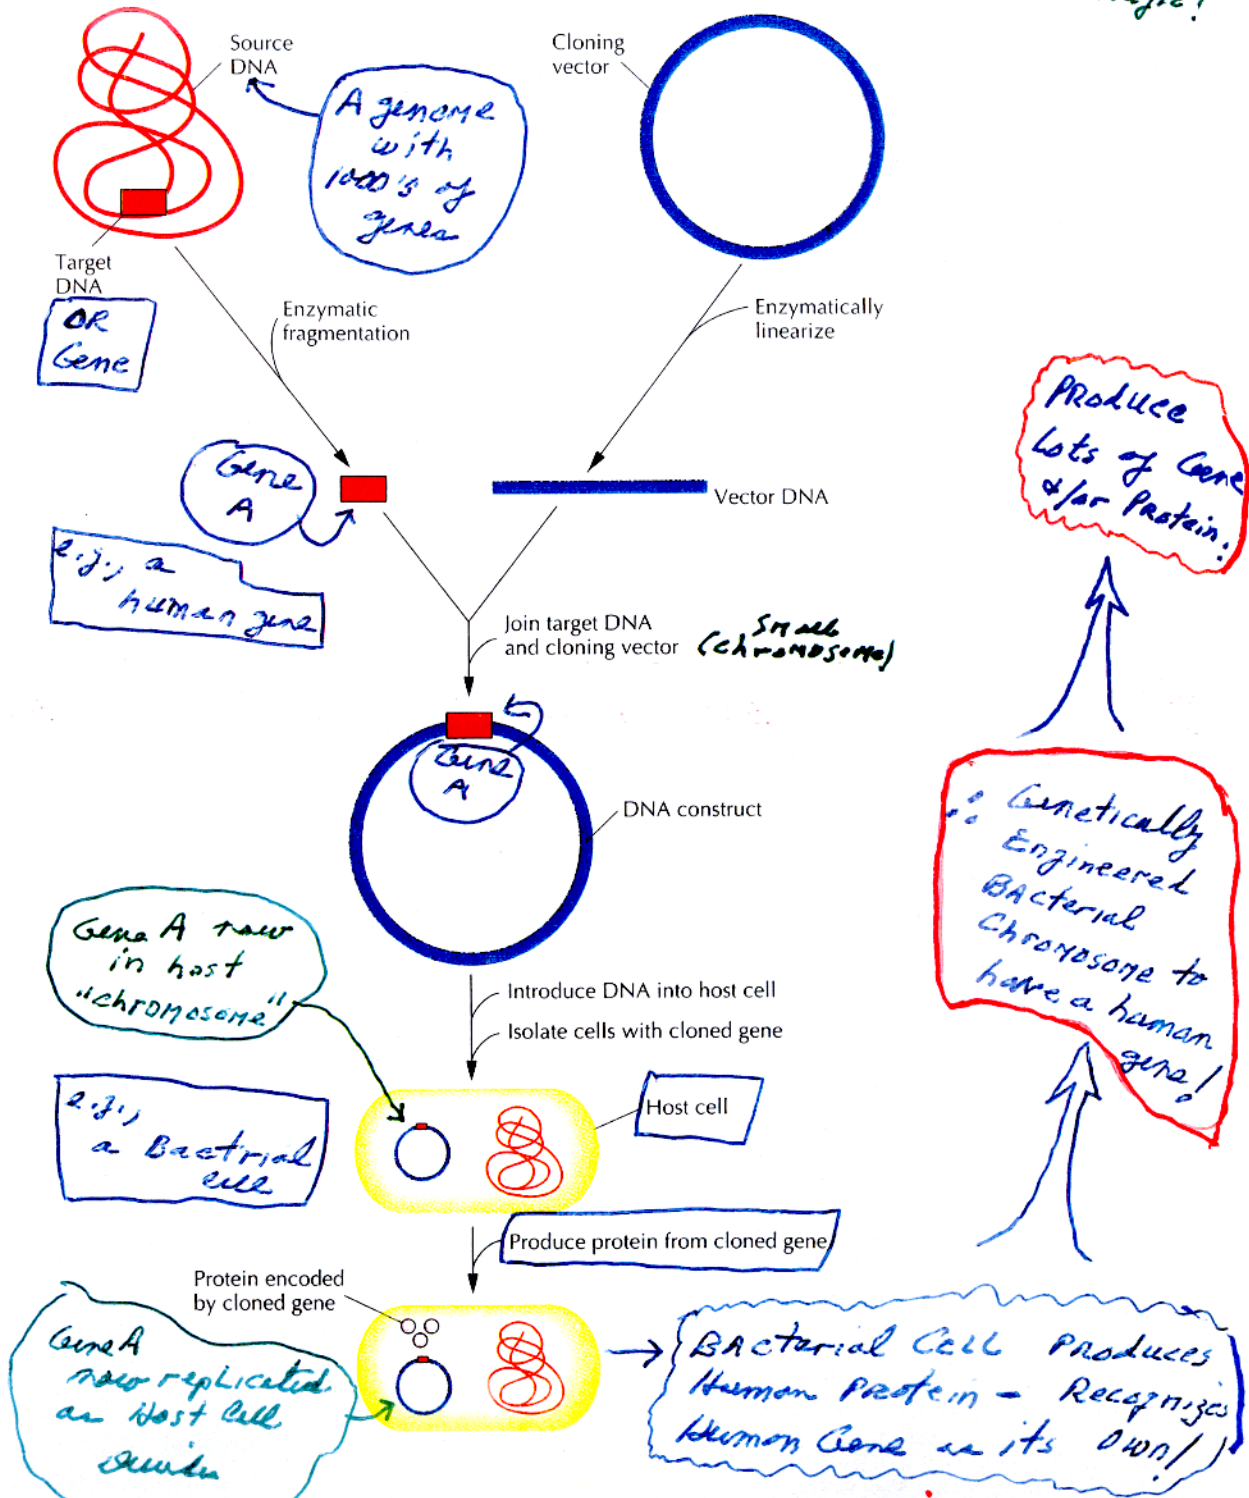 Source
DNA
Cloning
vector
A genome
with
1000's of
genes
Target
DNA
OR
Gene
Enzymatic
fragmentation
Enzymatically
linearize
PRoduce
Lots of Gene
&/or Protein!
Gene
A
Vector DNA
e.g., a
human gene
Join target DNA
and cloning vector
Small
(chromosome)
Gene
A
DNA construct
∴ Genetically
Engineered
BActerial
Chromosome to
have a human
gene!
Gene A now
in host
"chromosome"
Introduce DNA into host cell
Isolate cells with cloned gene
e.g.,
a Bactrial
cell
Host cell
Produce protein from cloned gene
Protein encoded
by cloned gene
Gene A
now replicated
as Host Cell
divides
BActerial Cell PRoduces
Human PRotein - Recognizes
Human Gene as its own!